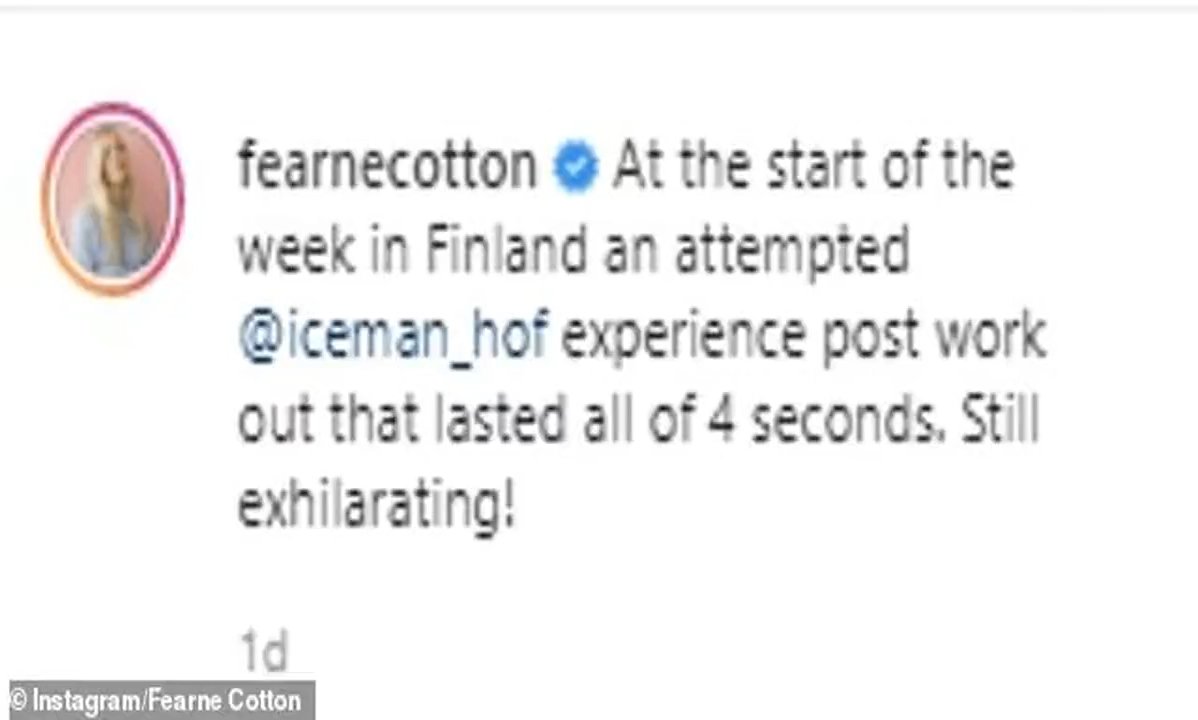 fearnecotton At the start of the
week in Finland an attempted
@iceman_hof experience post work
out that lasted all of 4 seconds. Still
exhilarating!
1d
© Instagram/Fearne Cotton